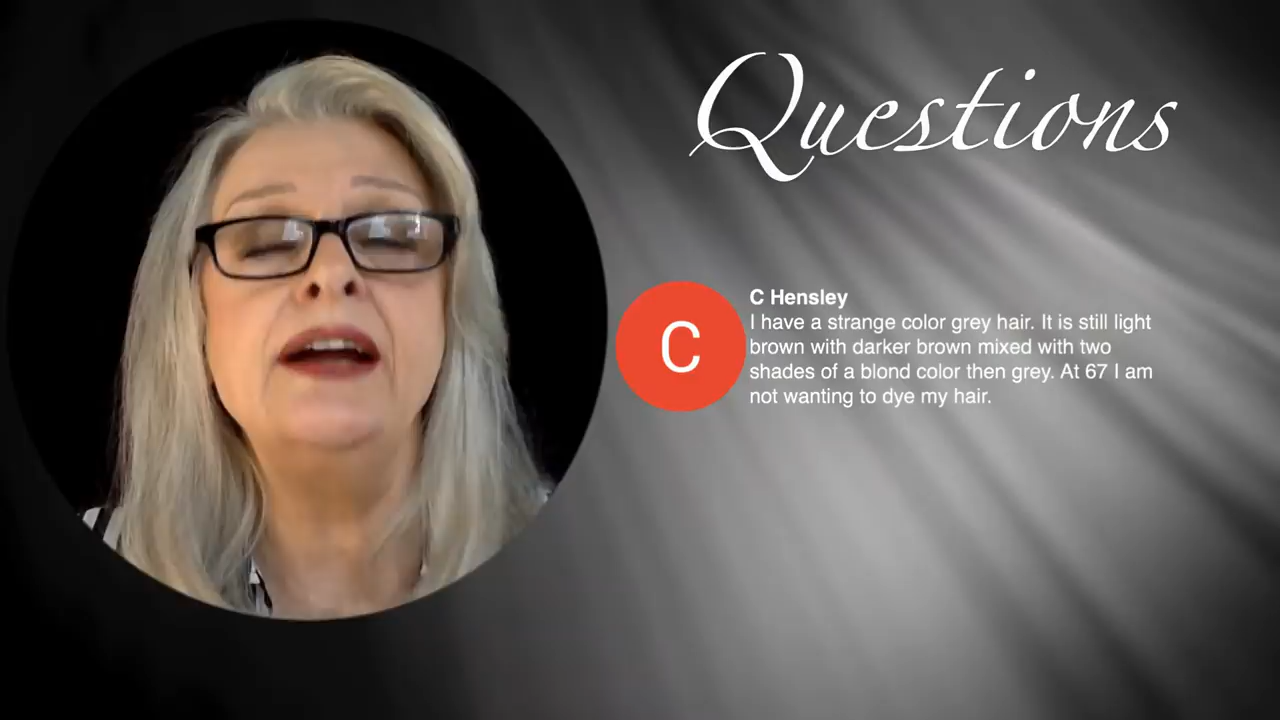 Questions
C
C Hensley
I have a strange color grey hair. It is still light
brown with darker brown mixed with two
shades of a blond color then grey. At 67 I am
not wanting to dye my hair.